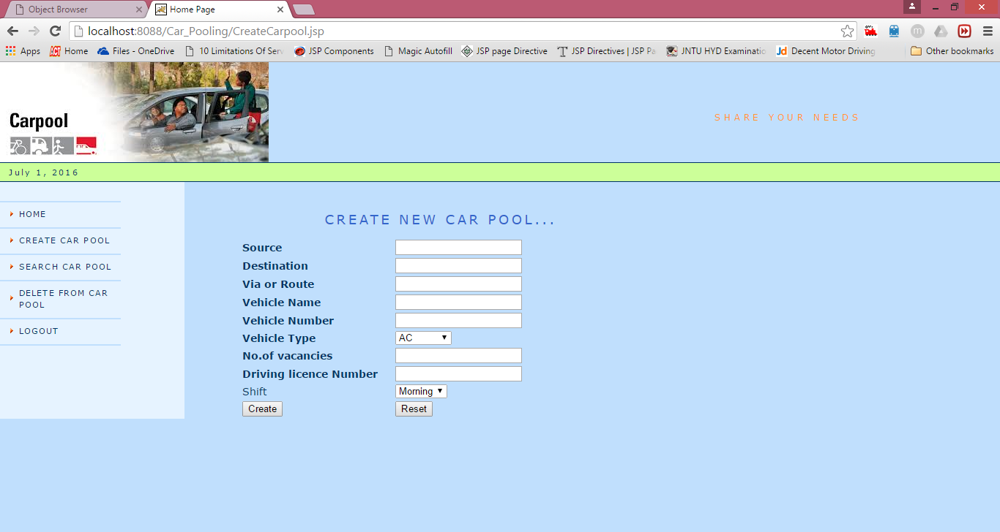 Object Browser
Home Page
localhost:8088/Car_Pooling/CreateCarpool.jsp
Apps ACT Home Files - OneDrive 10 Limitations Of Serv JSP Components Magic Autofill JSP page Directive JSP Directives | JSP Pa JNTU HYD Examinatio Jd Decent Motor Driving Other bookmarks
Carpool
SHARE YOUR NEEDS
July 1, 2016
HOME
CREATE CAR POOL
SEARCH CAR POOL
DELETE FROM CAR
POOL
LOGOUT
CREATE NEW CAR POOL...
Source
Destination
Via or Route
Vehicle Name
Vehicle Number
Vehicle Type AC
No.of vacancies
Driving licence Number
Shift Morning
Create Reset